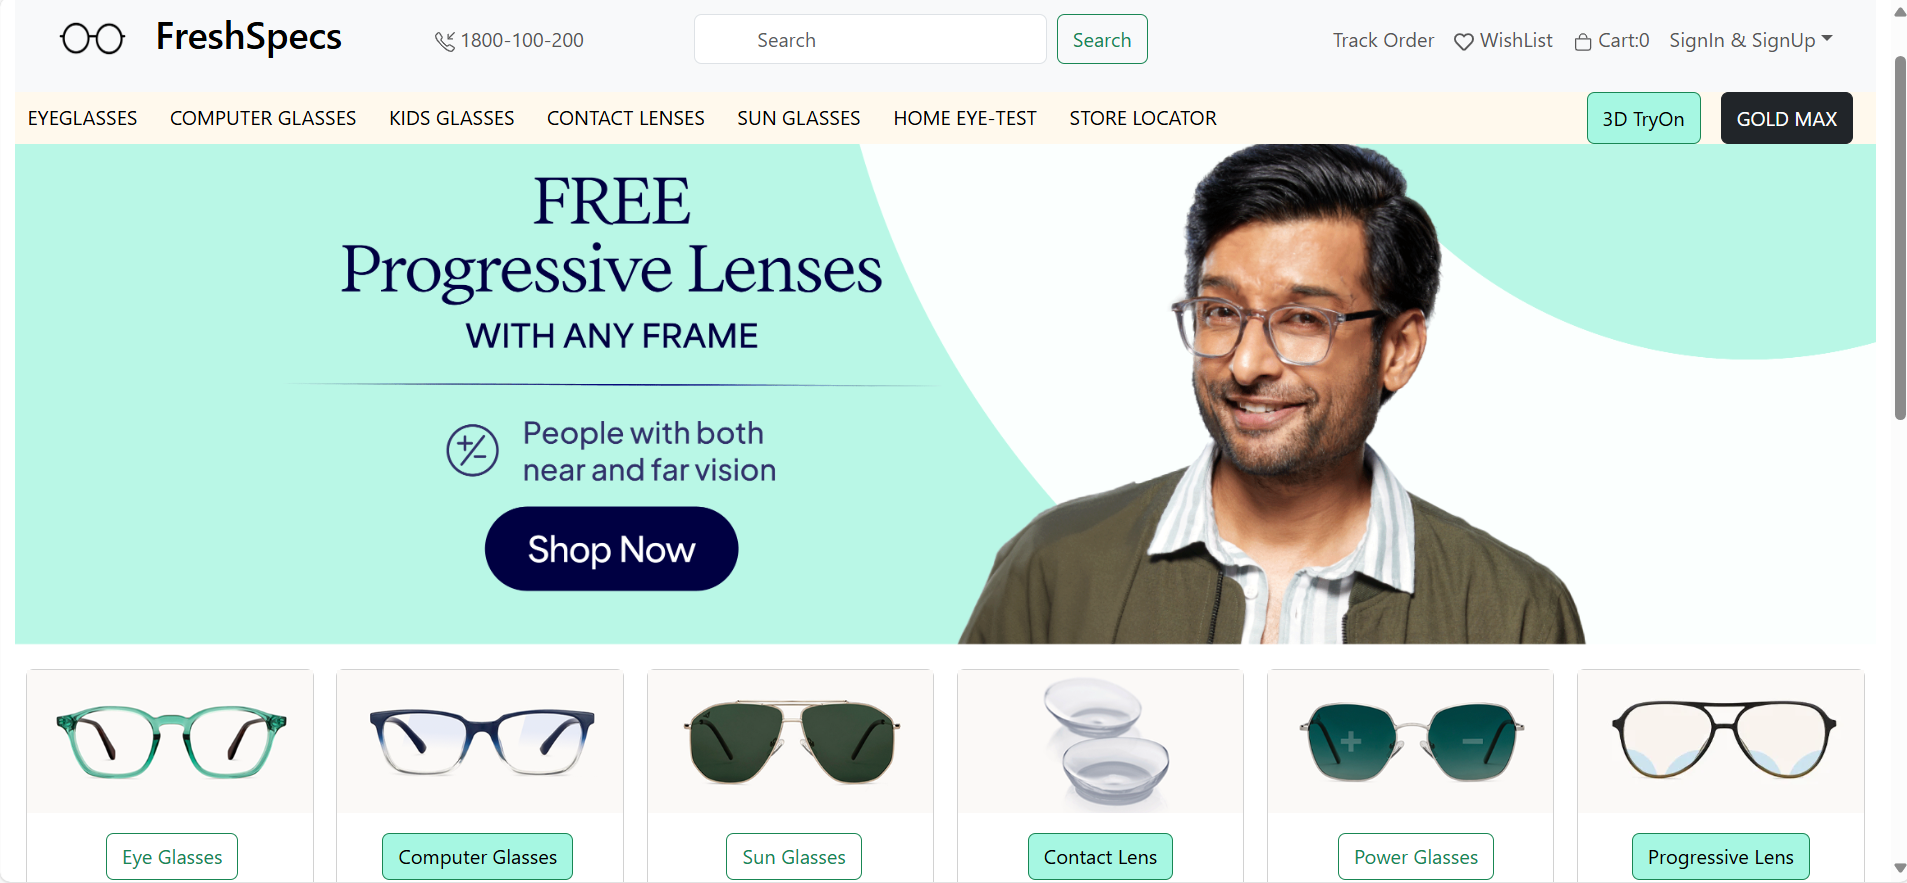 FreshSpecs
1800-100-200
Search
Search
Track Order
WishList
Cart:0
SignIn & SignUp
EYEGLASSES
COMPUTER GLASSES
KIDS GLASSES
CONTACT LENSES
SUN GLASSES
HOME EYE-TEST
STORE LOCATOR
3D TryOn
GOLD MAX
FREE
Progressive Lenses
WITH ANY FRAME
People with both
near and far vision
Shop Now
Eye Glasses
Computer Glasses
Sun Glasses
Contact Lens
Power Glasses
Progressive Lens